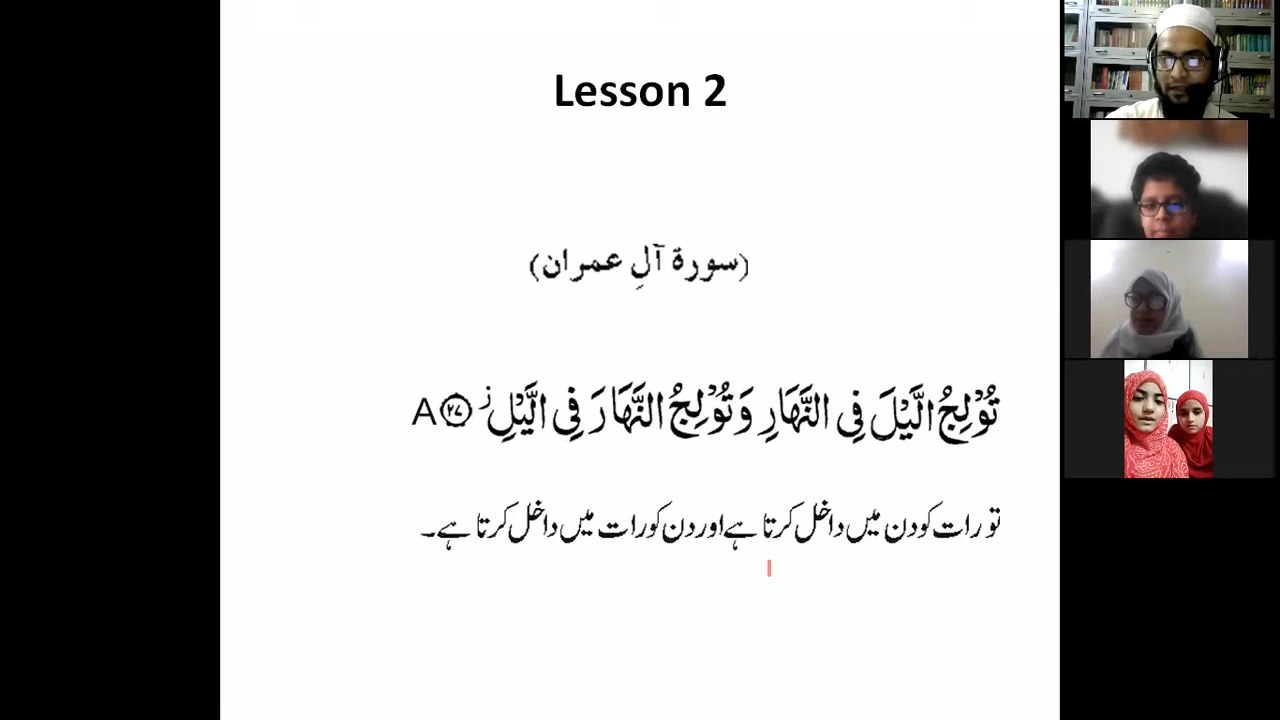 Lesson 2
(سورة آلِ عمران)
تُوْلِجُ الَّيْلَ فِى النَّهَارِ وَتُوْلِجُ النَّهَارَ فِى الَّيْلِ ز ۝٢٧ A
تو رات کو دن میں داخل کرتا ہے اور دن کو رات میں داخل کرتا ہے۔